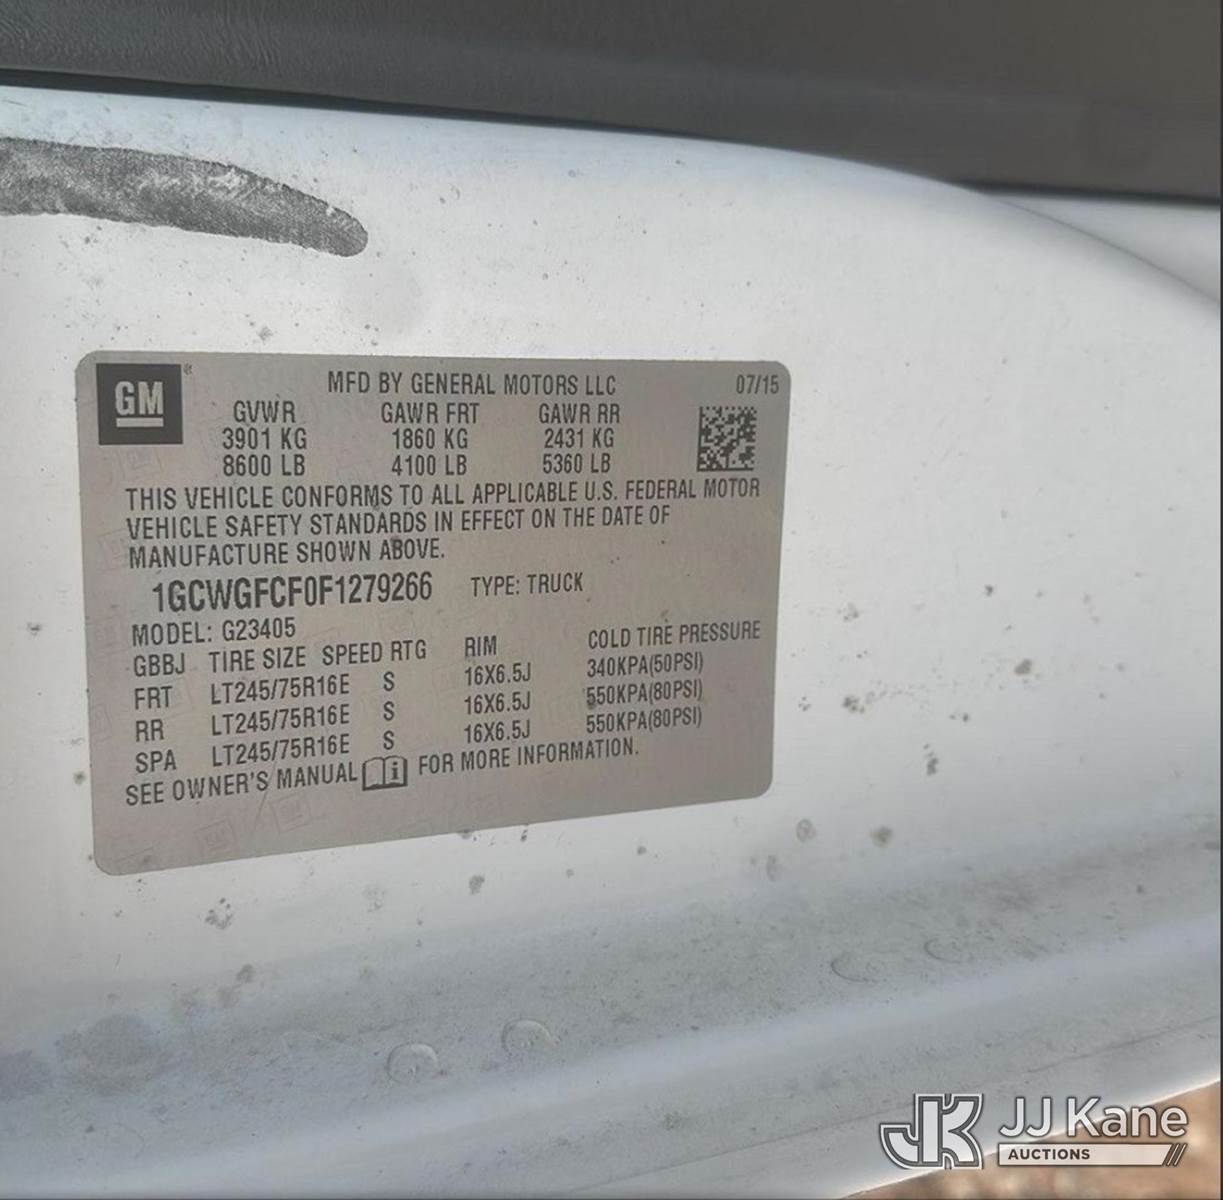 GM
MFD BY GENERAL MOTORS LLC 07/15
GVWR GAWR FRT GAWR RR
3901 KG 1860 KG 2431 KG
8600 LB 4100 LB 5360 LB
THIS VEHICLE CONFORMS TO ALL APPLICABLE U.S. FEDERAL MOTOR
VEHICLE SAFETY STANDARDS IN EFFECT ON THE DATE OF
MANUFACTURE SHOWN ABOVE.
1GCWGFCF0F1279266 TYPE: TRUCK
MODEL: G23405
GBBJ TIRE SIZE SPEED RTG RIM COLD TIRE PRESSURE
FRT LT245/75R16E S 16X6.5J 340KPA(50PSI)
RR LT245/75R16E S 16X6.5J 550KPA(80PSI)
SPA LT245/75R16E S 16X6.5J 550KPA(80PSI)
SEE OWNER'S MANUAL FOR MORE INFORMATION.
JK JJ Kane
AUCTIONS